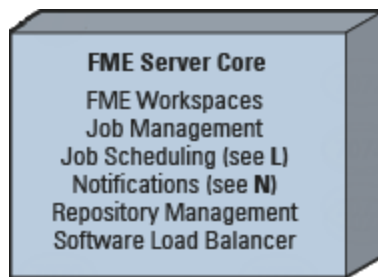 FME Server Core
FME Workspaces
Job Management
Job Scheduling (see L)
Notifications (see N)
Repository Management
Software Load Balancer